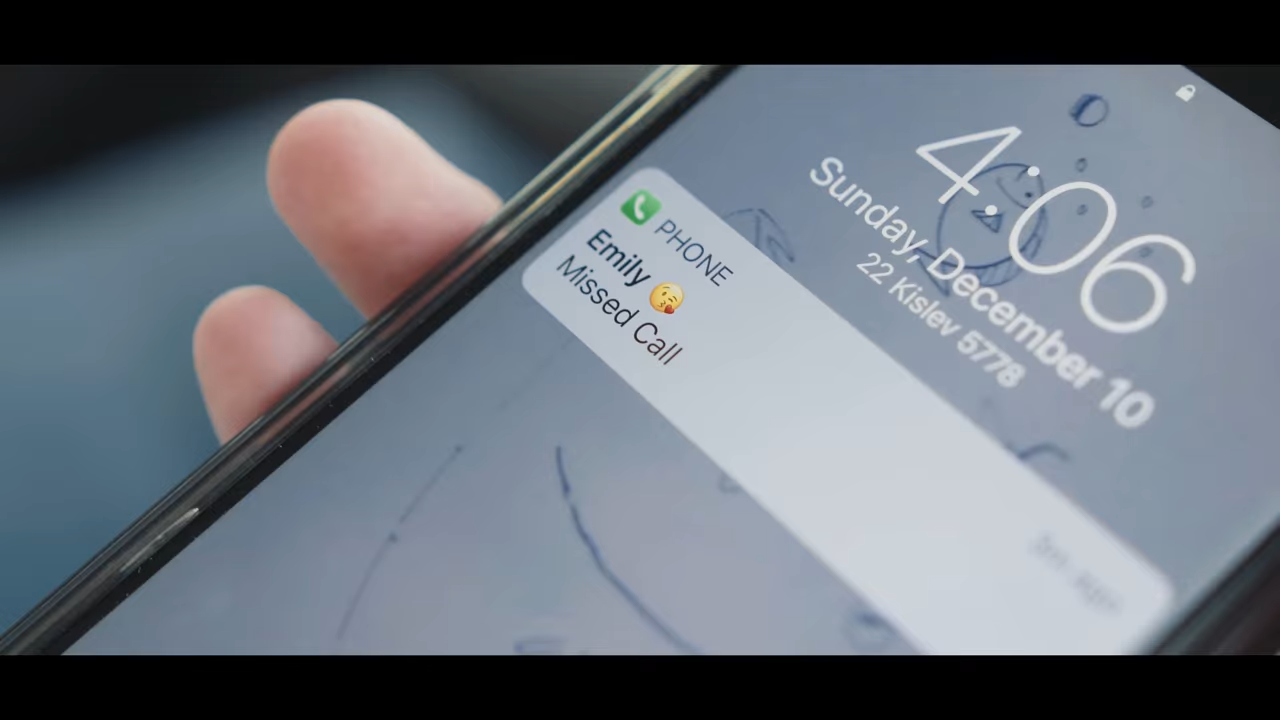 4:06
Sunday, December 10
22 Kislev 5778
PHONE
Emily 😘
Missed Call